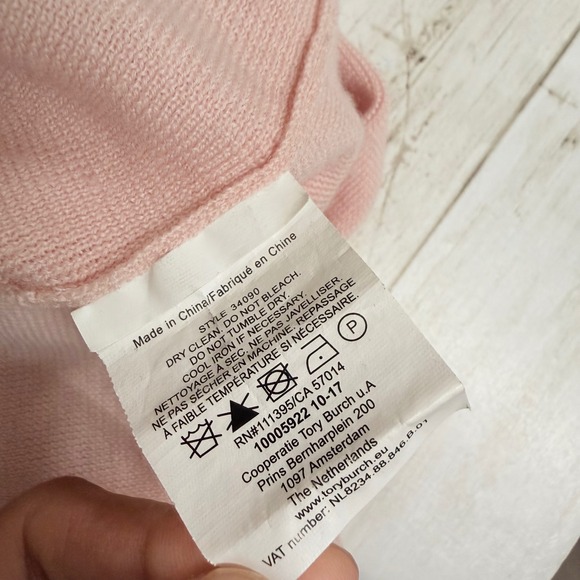 Made in China/Fabriqué en Chine
STYLE 34090
DRY CLEAN. DO NOT BLEACH.
DO NOT TUMBLE DRY.
COOL IRON IF NECESSARY.
NETTOYAGE À SEC. NE PAS JAVELLISER.
NE PAS SÉCHER EN MACHINE. REPASSAGE
À FAIBLE TEMPÉRATURE SI NÉCESSAIRE.
P
RN#111395/CA 57014
10005922 10-17
Cooperatie Tory Burch u.A
Prins Bernharplein 200
1097 Amsterdam
The Netherlands
www.toryburch.eu
VAT number: NL8234.88.846.B.01